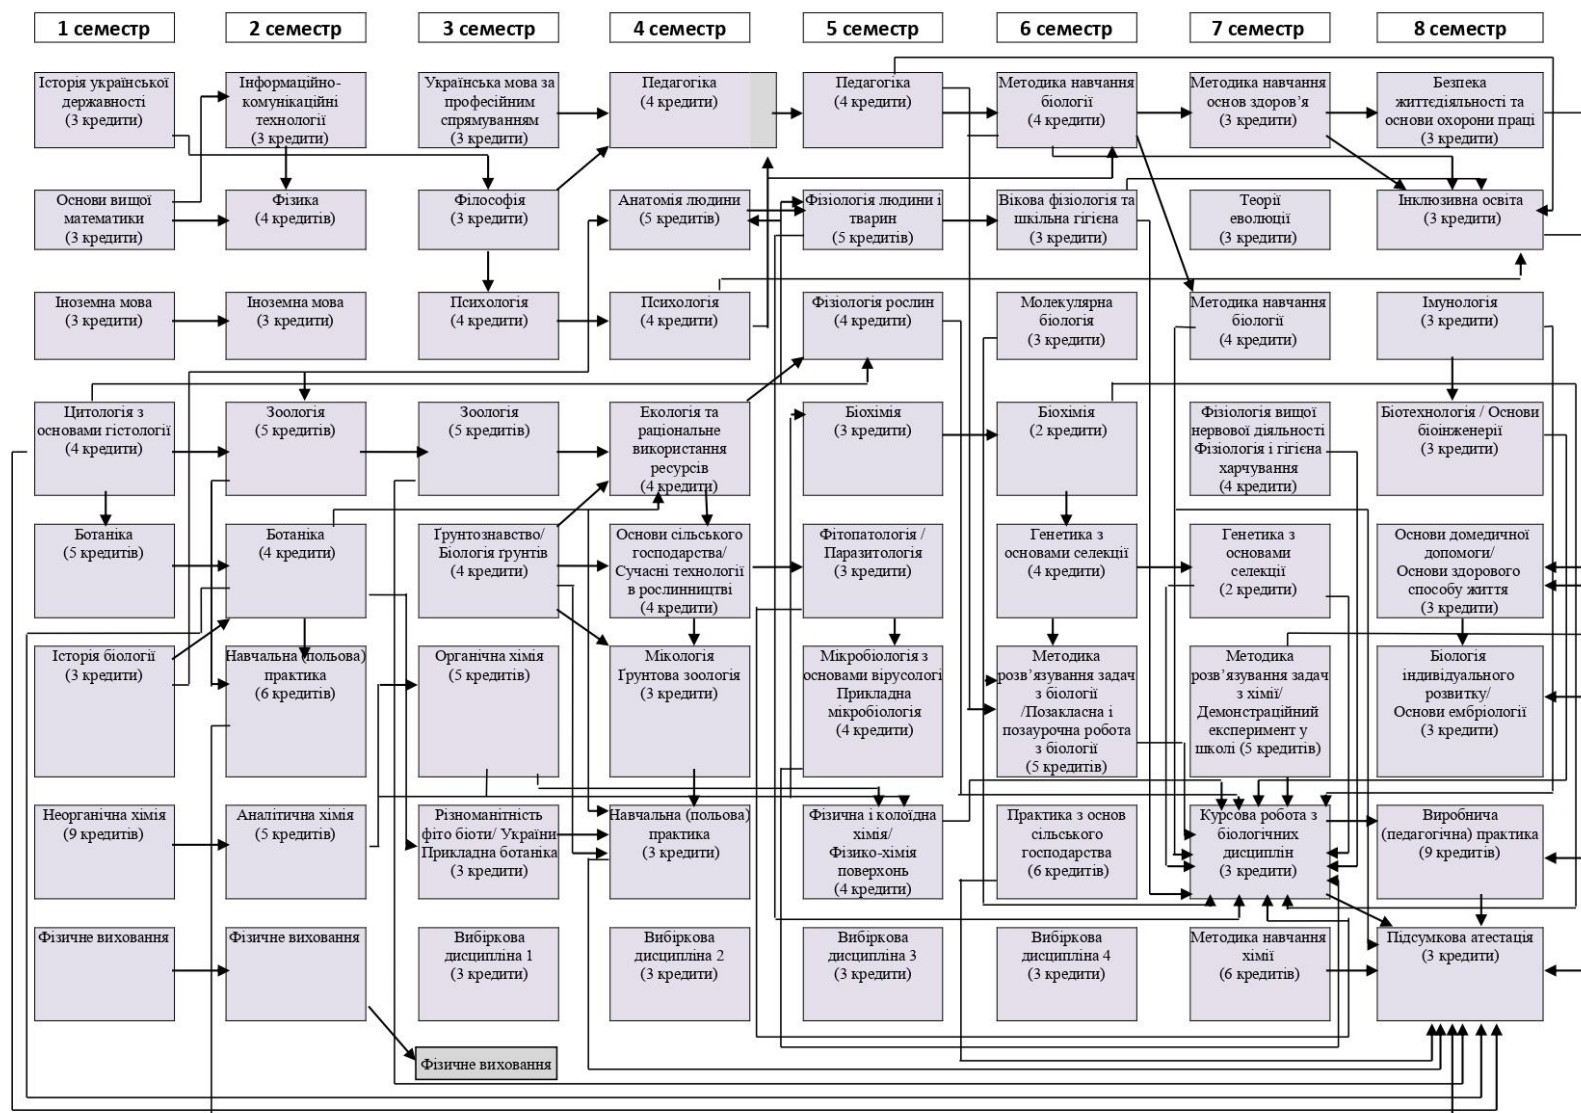 1 семестр
2 семестр
3 семестр
4 семестр
5 семестр
6 семестр
7 семестр
8 семестр
Історія української
державності
(3 кредити)
Інформаційно-
комунікаційні
технології
(3 кредити)
Українська мова за
професійним
спрямуванням
(3 кредити)
Педагогіка
(4 кредити)
Педагогіка
(4 кредити)
Методика навчання
біології
(4 кредити)
Методика навчання
основ здоров’я
(3 кредити)
Безпека
життєдіяльності та
основи охорони праці
(3 кредити)
Основи вищої
математики
(3 кредити)
Фізика
(4 кредитів)
Філософія
(3 кредити)
Анатомія людини
(5 кредитів)
Фізіологія людини і
тварин
(5 кредитів)
Вікова фізіологія та
шкільна гігієна
(3 кредити)
Теорії
еволюції
(3 кредити)
Інклюзивна освіта
(3 кредити)
Іноземна мова
(3 кредити)
Іноземна мова
(3 кредити)
Психологія
(4 кредити)
Психологія
(4 кредити)
Фізіологія рослин
(4 кредити)
Молекулярна
біологія
(3 кредити)
Методика навчання
біології
(4 кредити)
Імунологія
(3 кредити)
Цитологія з
основами гістології
(4 кредити)
Зоологія
(5 кредитів)
Зоологія
(5 кредитів)
Екологія та
раціональне
використання
ресурсів
(4 кредити)
Біохімія
(3 кредити)
Біохімія
(2 кредити)
Фізіологія вищої
нервової діяльності
Фізіологія і гігієна
харчування
(4 кредити)
Біотехнологія / Основи
біоінженерії
(3 кредити)
Ботаніка
(5 кредитів)
Ботаніка
(4 кредити)
Ґрунтознавство/
Біологія ґрунтів
(4 кредити)
Основи сільського
господарства/
Сучасні технології
в рослинництві
(4 кредити)
Фітопатологія /
Паразитологія
(3 кредити)
Генетика з
основами селекції
(4 кредити)
Генетика з
основами
селекції
(2 кредити)
Основи домедичної
допомоги/
Основи здорового
способу життя
(3 кредити)
Історія біології
(3 кредити)
Навчальна (польова)
практика
(6 кредитів)
Органічна хімія
(5 кредитів)
Мікологія
Ґрунтова зоологія
(3 кредити)
Мікробіологія з
основами вірусологі
Прикладна
мікробіологія
(4 кредити)
Методика
розв’язування задач
з біології
/Позакласна і
позаурочна робота
з біології
(5 кредитів)
Методика
розв’язування задач
з хімії/
Демонстраційний
експеримент у
школі (5 кредитів)
Біологія
індивідуального
розвитку/
Основи ембріології
(3 кредити)
Неорганічна хімія
(9 кредитів)
Аналітична хімія
(5 кредитів)
Різноманітність
фіто біоти/ України
Прикладна ботаніка
(3 кредити)
Навчальна (польова)
практика
(3 кредити)
Фізична і колоїдна
хімія/
Фізико-хімія
поверхонь
(4 кредити)
Практика з основ
сільського
господарства
(6 кредитів)
Курсова робота з
біологічних
дисциплін
(3 кредити)
Виробнича
(педагогічна) практика
(9 кредитів)
Фізичне виховання
Фізичне виховання
Вибіркова
дисципліна 1
(3 кредити)
Вибіркова
дисципліна 2
(3 кредити)
Вибіркова
дисципліна 3
(3 кредити)
Вибіркова
дисципліна 4
(3 кредити)
Методика навчання
хімії
(6 кредитів)
Підсумкова атестація
(3 кредити)
Фізичне виховання